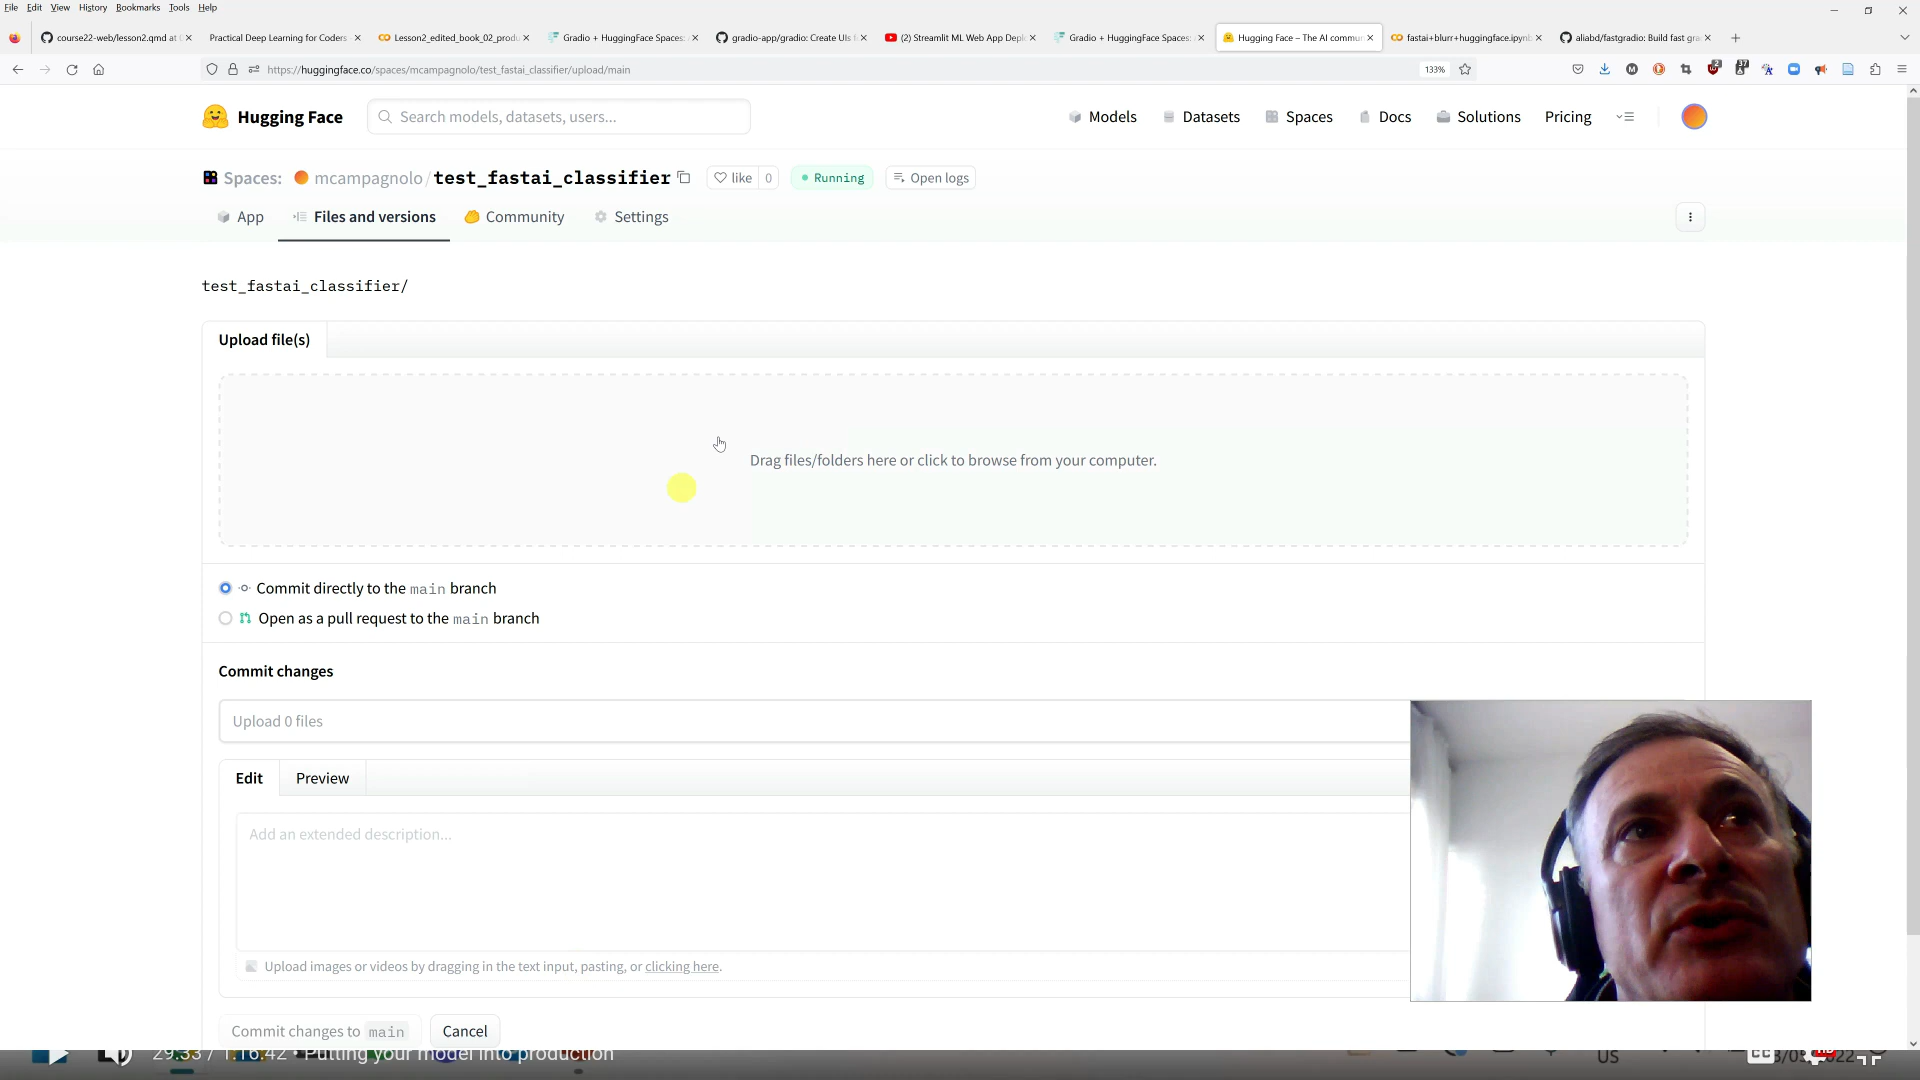 File Edit View History Bookmarks Tools Help
course22-web/lesson2.qmd at
Practical Deep Learning for Coders
Lesson2_edited_book_02_produ
Gradio + HuggingFace Spaces:
gradio-app/gradio: Create UIs f
(2) Streamlit ML Web App Depl
Gradio + HuggingFace Spaces:
Hugging Face – The AI commu
fastai+blurr+huggingface.ipynb
aliabd/fastgradio: Build fast gra
https://huggingface.co/spaces/mcampagnolo/test_fastai_classifier/upload/main
133%
Hugging Face
Search models, datasets, users...
Models Datasets Spaces Docs Solutions Pricing
Spaces: mcampagnolo/test_fastai_classifier like 0 Running Open logs
App Files and versions Community Settings
test_fastai_classifier/
Upload file(s)
Drag files/folders here or click to browse from your computer.
Commit directly to the main branch
Open as a pull request to the main branch
Commit changes
Upload 0 files
Edit Preview
Add an extended description...
Upload images or videos by dragging in the text input, pasting, or clicking here.
Commit changes to main Cancel
29:33 / 1:16:42 • Putting your model into production
US
CC